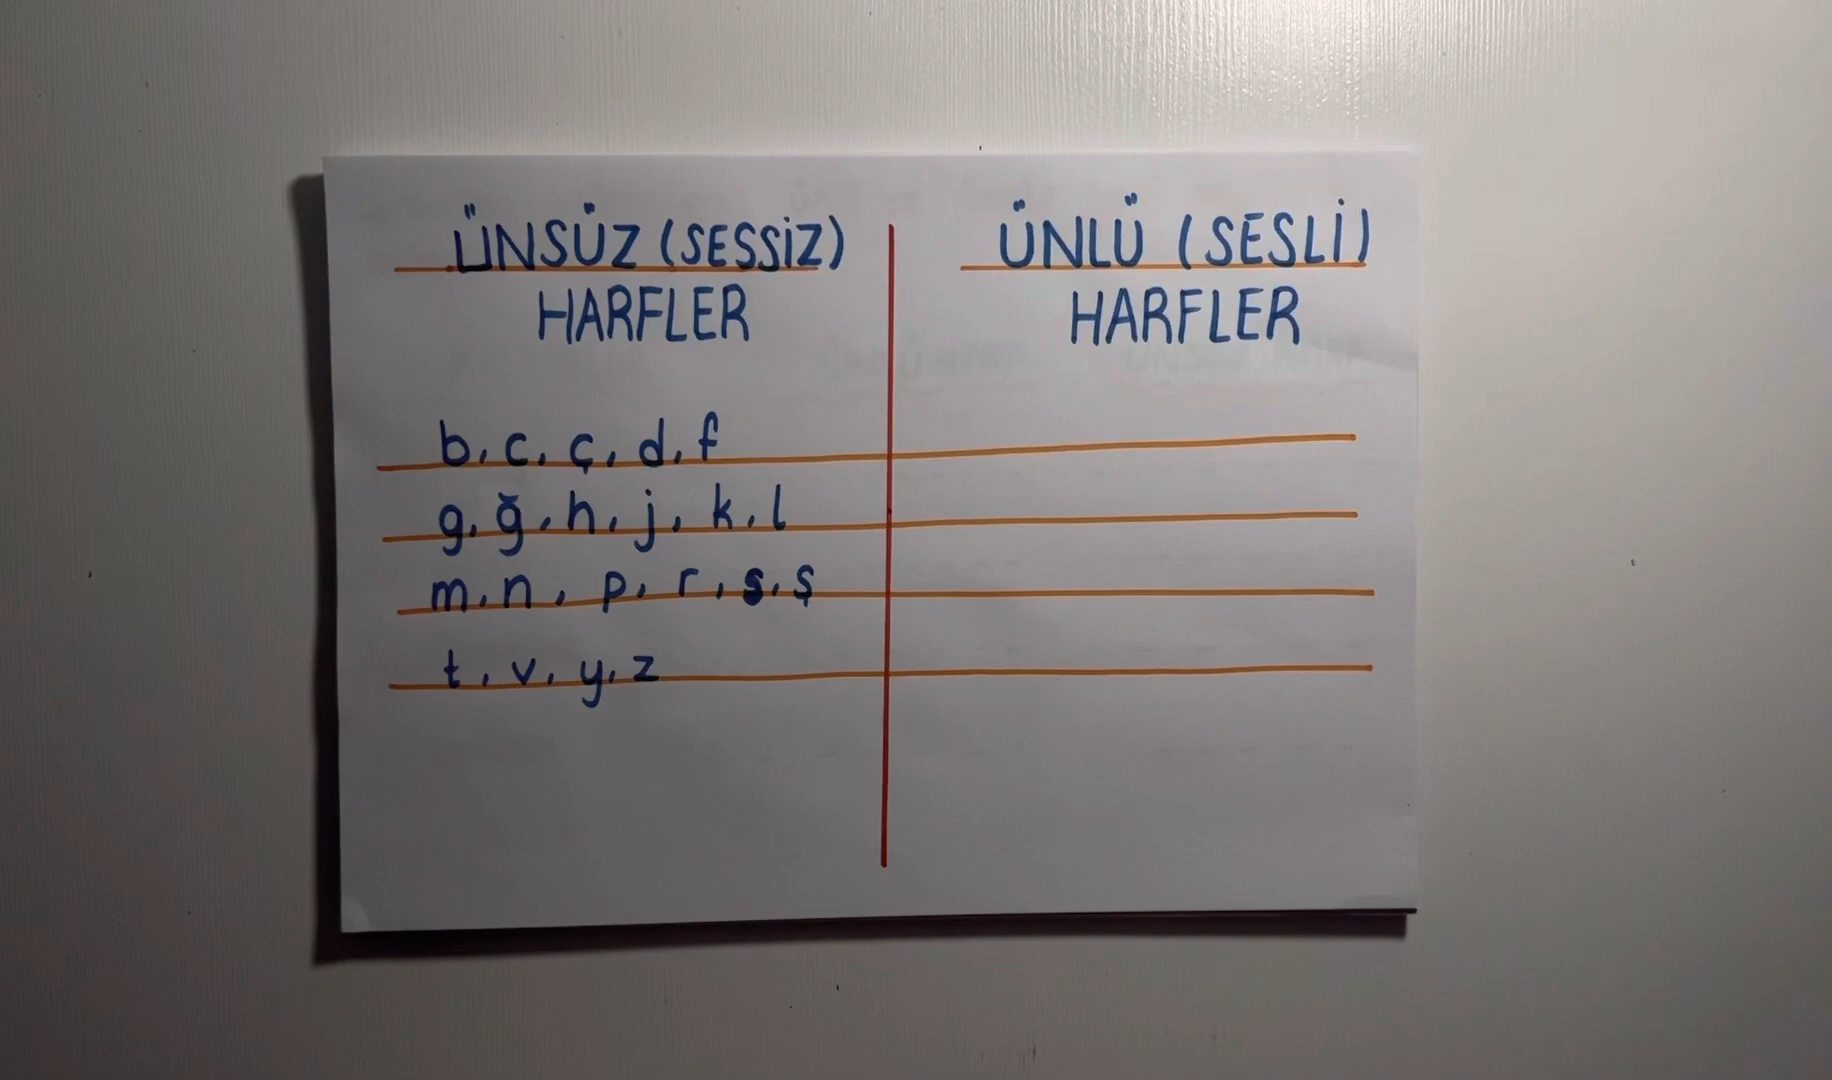 ÜNSÜZ (SESSİZ)
HARFLER
b, c, ç, d, f
g, ğ, h, j, k, l
m, n, p, r, s, ş
t, v, y, z
ÜNLÜ (SESLİ)
HARFLER